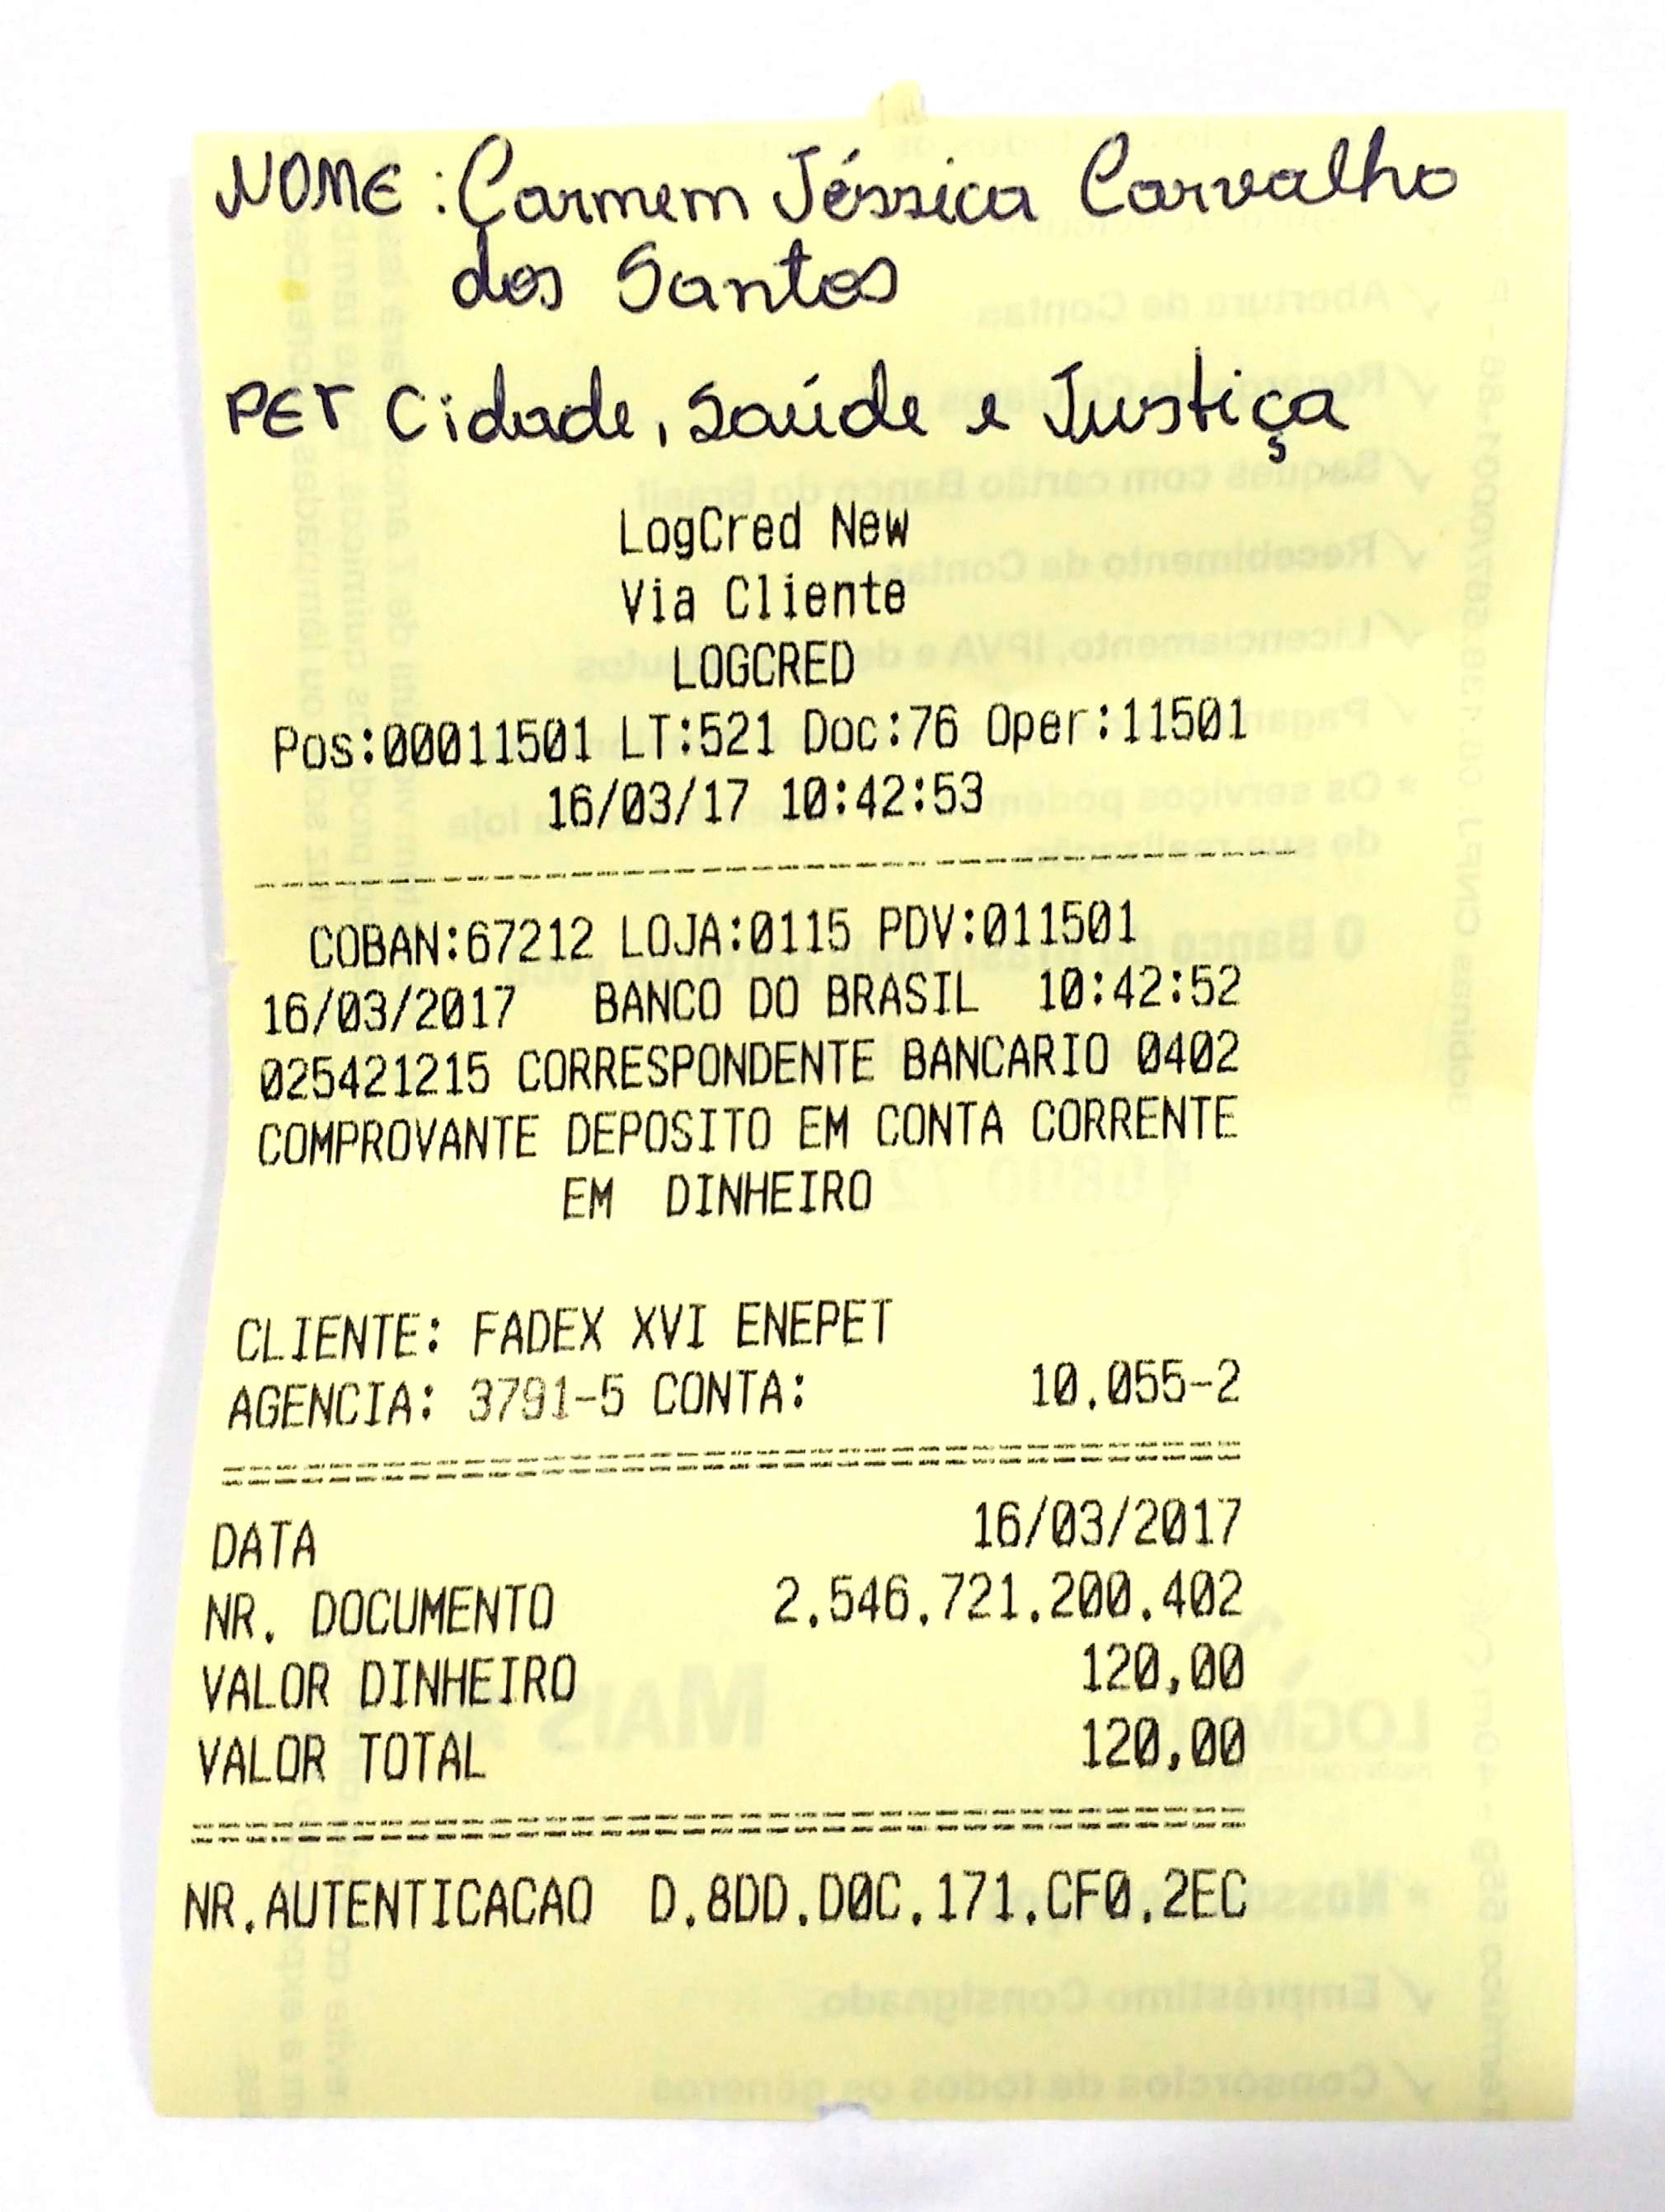 NOME: Carmem Jéssica Carvalho
dos Santos
PET Cidade, Saúde e Justiça
LogCred New
Via Cliente
LOGCRED
Pos:00011501 LT:521 Doc:76 Oper:11501
16/03/17 10:42:53
COBAN:67212 LOJA:0115 PDV:011501
16/03/2017 BANCO DO BRASIL 10:42:52
025421215 CORRESPONDENTE BANCARIO 0402
COMPROVANTE DEPOSITO EM CONTA CORRENTE
EM DINHEIRO
CLIENTE: FADEX XVI ENEPET
AGENCIA: 3791-5 CONTA: 10.055-2
DATA 16/03/2017
NR. DOCUMENTO 2.546.721.200.402
VALOR DINHEIRO 120,00
VALOR TOTAL 120,00
NR.AUTENTICACAO D.8DD.D0C.171.CF0.2EC